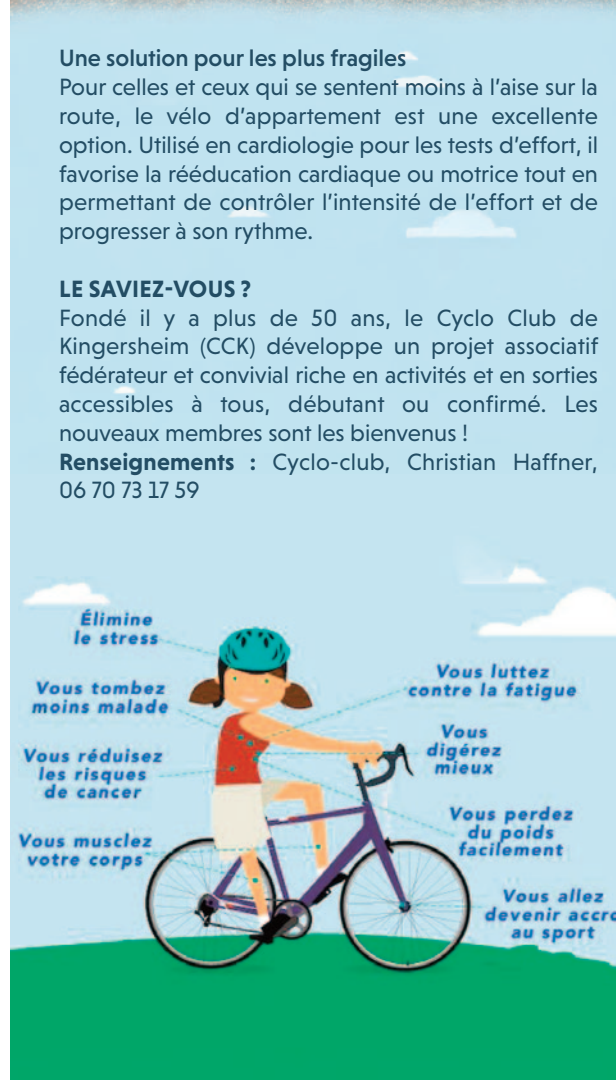 Une solution pour les plus fragiles
Pour celles et ceux qui se sentent moins à l'aise sur la
route, le vélo d'appartement est une excellente
option. Utilisé en cardiologie pour les tests d'effort, il
favorise la rééducation cardiaque ou motrice tout en
permettant de contrôler l'intensité de l'effort et de
progresser à son rythme.
LE SAVIEZ-VOUS ?
Fondé il y a plus de 50 ans, le Cyclo Club de
Kingersheim (CCK) développe un projet associatif
fédérateur et convivial riche en activités et en sorties
accessibles à tous, débutant ou confirmé. Les
nouveaux membres sont les bienvenus !
Renseignements : Cyclo-club, Christian Haffner,
06 70 73 17 59
Élimine
le stress
Vous tombez
moins malade
Vous réduisez
les risques
de cancer
Vous musclez
votre corps
Vous luttez
contre la fatigue
Vous
digérez
mieux
Vous perdez
du poids
facilement
Vous allez
devenir accro
au sport